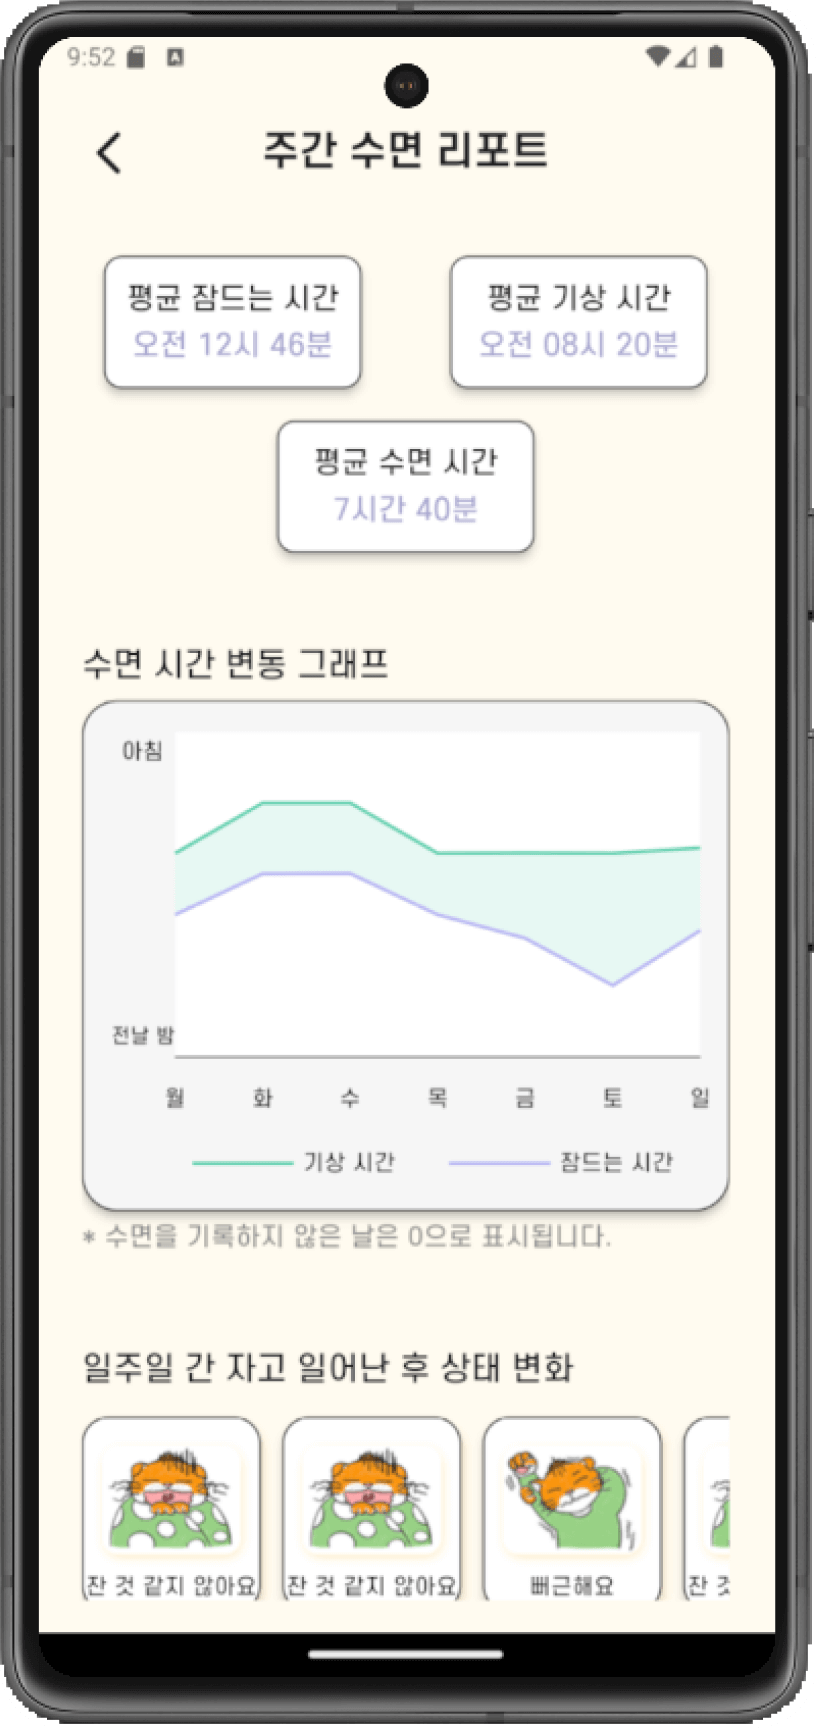 9:52
주간 수면 리포트
평균 잠드는 시간
오전 12시 46분
평균 기상 시간
오전 08시 20분
평균 수면 시간
7시간 40분
수면 시간 변동 그래프
아침
전날 밤
월 화 수 목 금 토 일
기상 시간 잠드는 시간
* 수면을 기록하지 않은 날은 0으로 표시됩니다.
일주일 간 자고 일어난 후 상태 변화
잔 것 같지 않아요 잔 것 같지 않아요 뻐근해요 잔